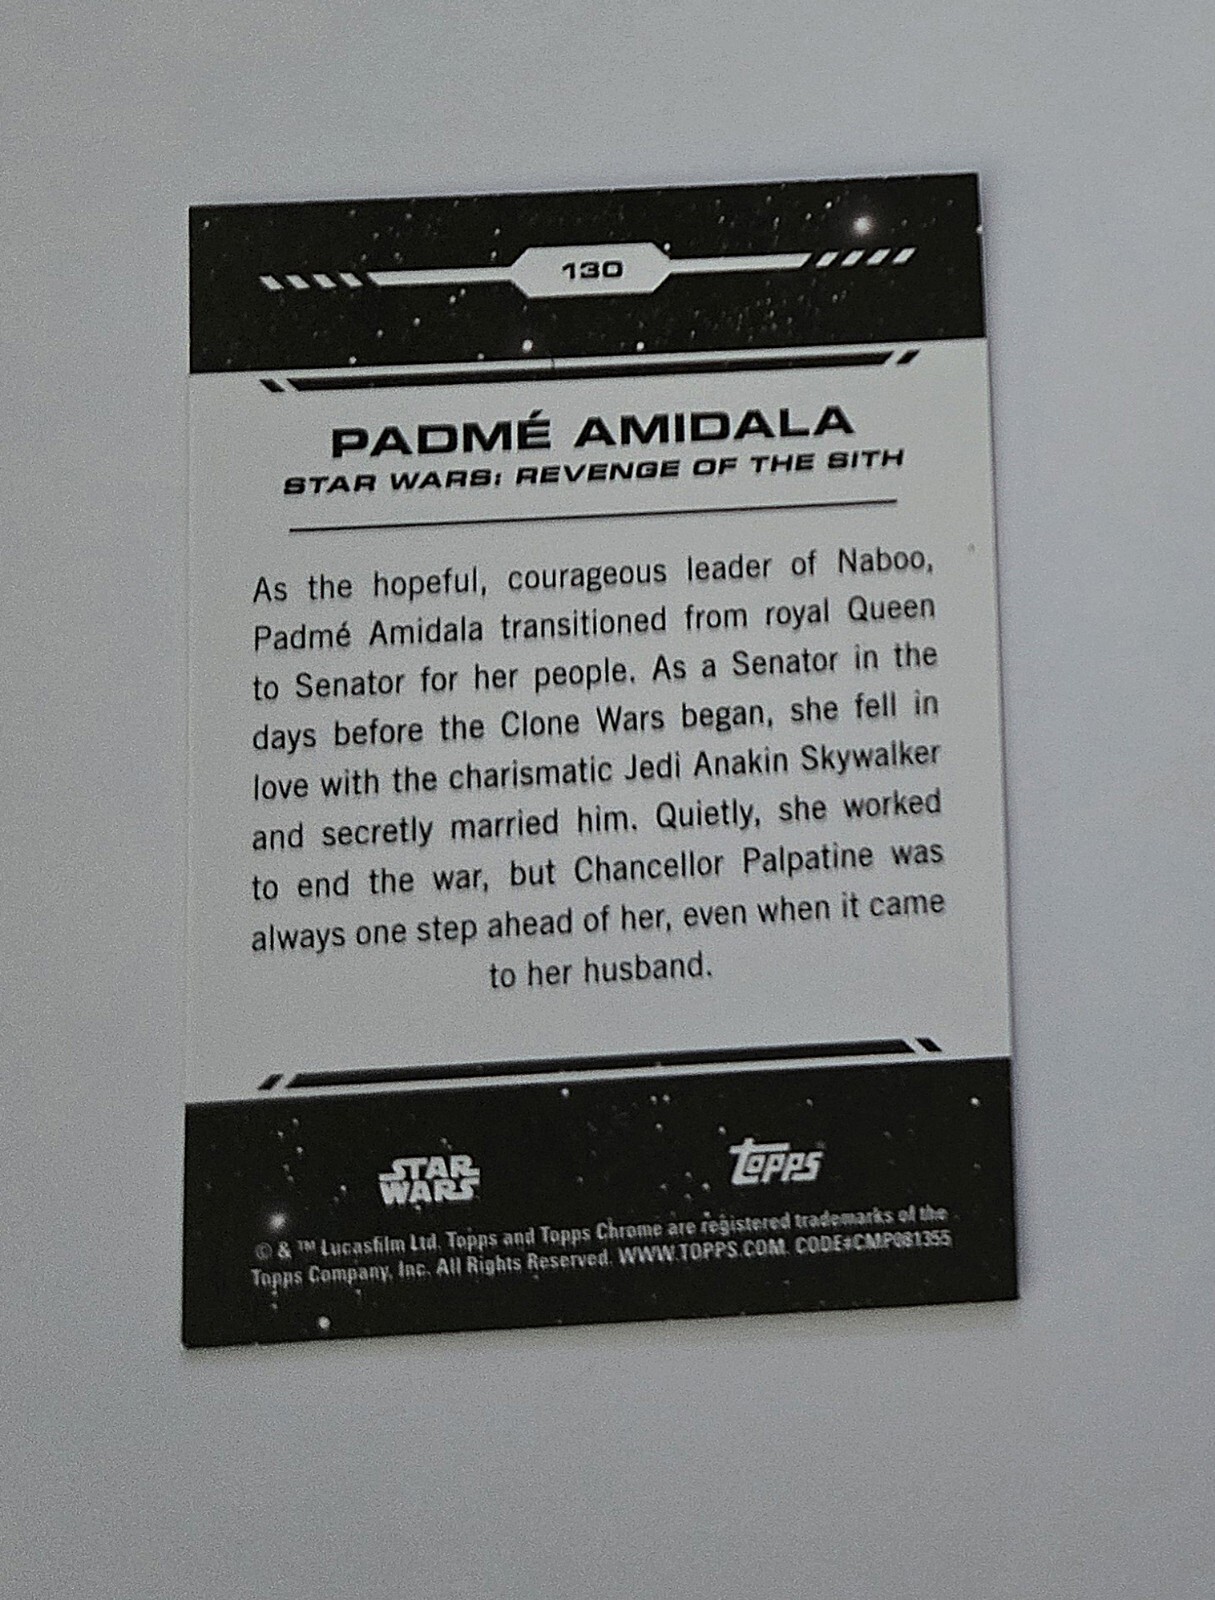 130
PADMÉ AMIDALA
STAR WARS: REVENGE OF THE SITH
As the hopeful, courageous leader of Naboo,
Padmé Amidala transitioned from royal Queen
to Senator for her people. As a Senator in the
days before the Clone Wars began, she fell in
love with the charismatic Jedi Anakin Skywalker
and secretly married him. Quietly, she worked
to end the war, but Chancellor Palpatine was
always one step ahead of her, even when it came
to her husband.
STAR WARS
Topps
© & ™ Lucasfilm Ltd. Topps and Topps Chrome are registered trademarks of the
Topps Company, Inc. All Rights Reserved. WWW.TOPPS.COM. CODE#CMP081355